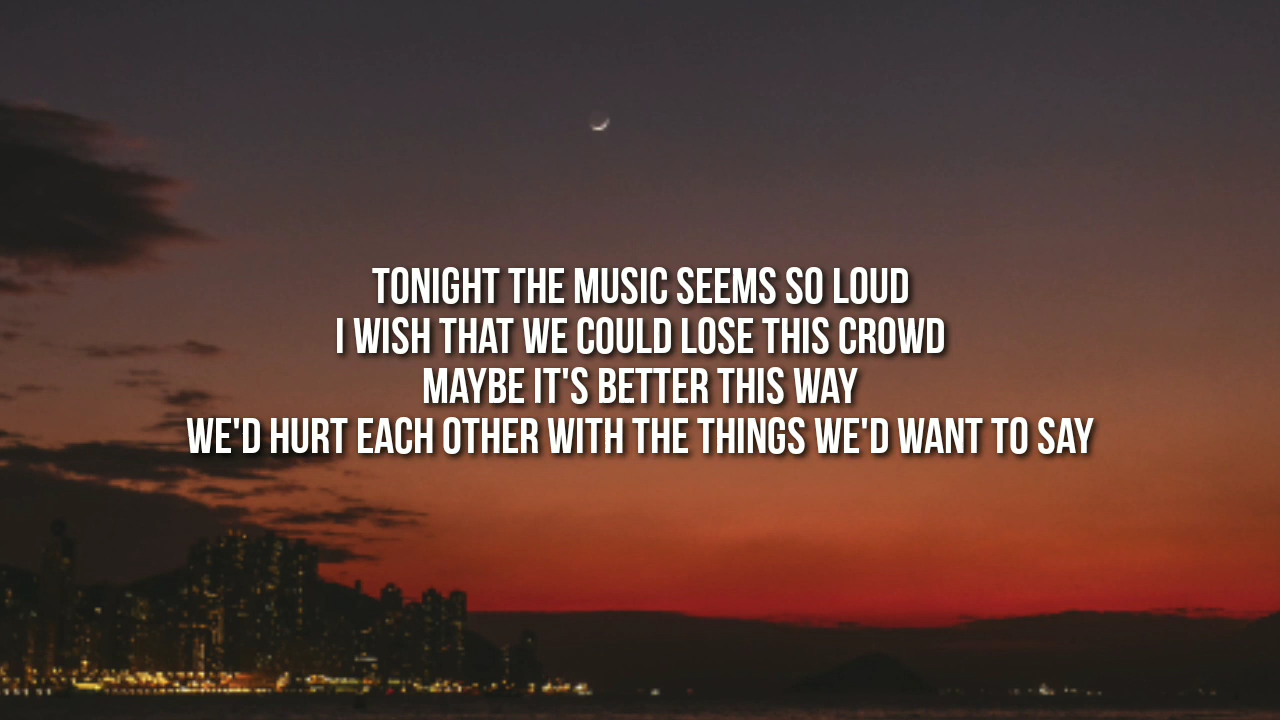 TONIGHT THE MUSIC SEEMS SO LOUD
I WISH THAT WE COULD LOSE THIS CROWD
MAYBE IT'S BETTER THIS WAY
WE'D HURT EACH OTHER WITH THE THINGS WE'D WANT TO SAY